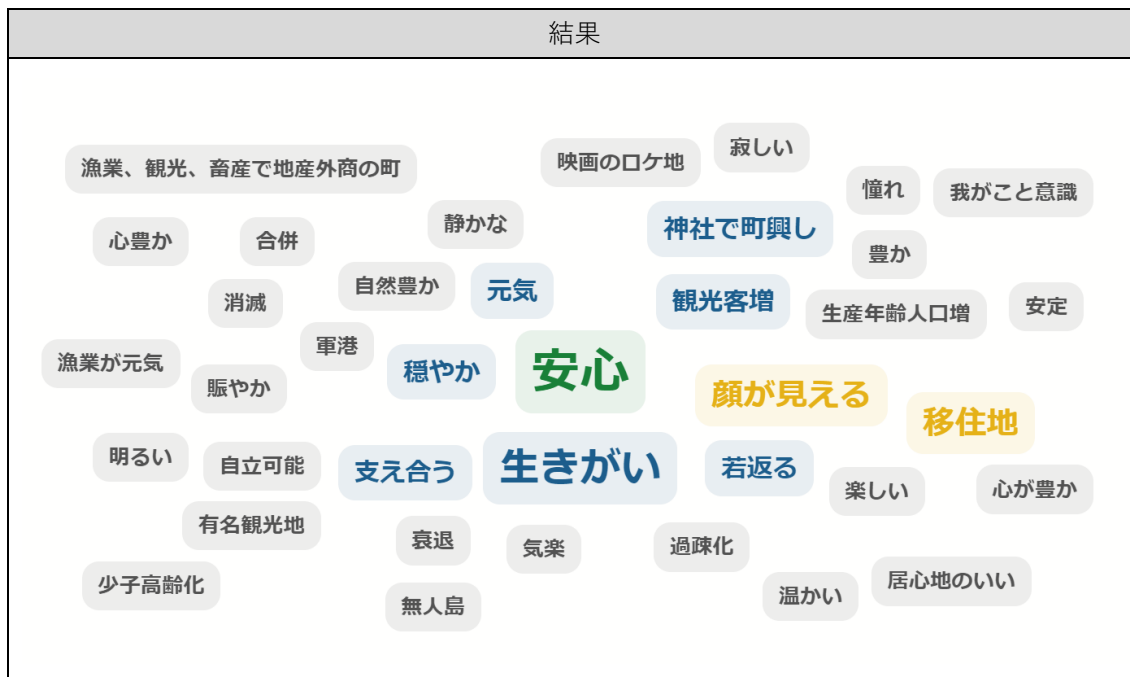 結果
映画のロケ地
寂しい
漁業、観光、畜産で地産外商の町
憧れ
我がこと意識
静かな
神社で町興し
心豊か
合併
豊か
自然豊か
元気
観光客増
消滅
生産年齢人口増
安定
軍港
漁業が元気
賑やか
穏やか
安心
顔が見える
移住地
明るい
自立可能
支え合う
生きがい
若返る
楽しい
心が豊か
有名観光地
衰退
気楽
過疎化
少子高齢化
無人島
温かい
居心地のいい